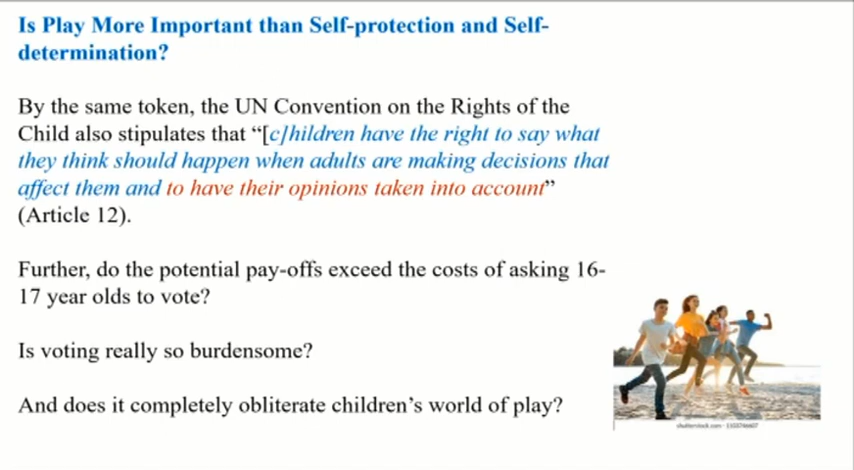 Is Play More Important than Self-protection and Self-
determination?
By the same token, the UN Convention on the Rights of the
Child also stipulates that “[c]hildren have the right to say what
they think should happen when adults are making decisions that
affect them and to have their opinions taken into account”
(Article 12).
Further, do the potential pay-offs exceed the costs of asking 16-
17 year olds to vote?
Is voting really so burdensome?
And does it completely obliterate children’s world of play?
shutterstock.com ·